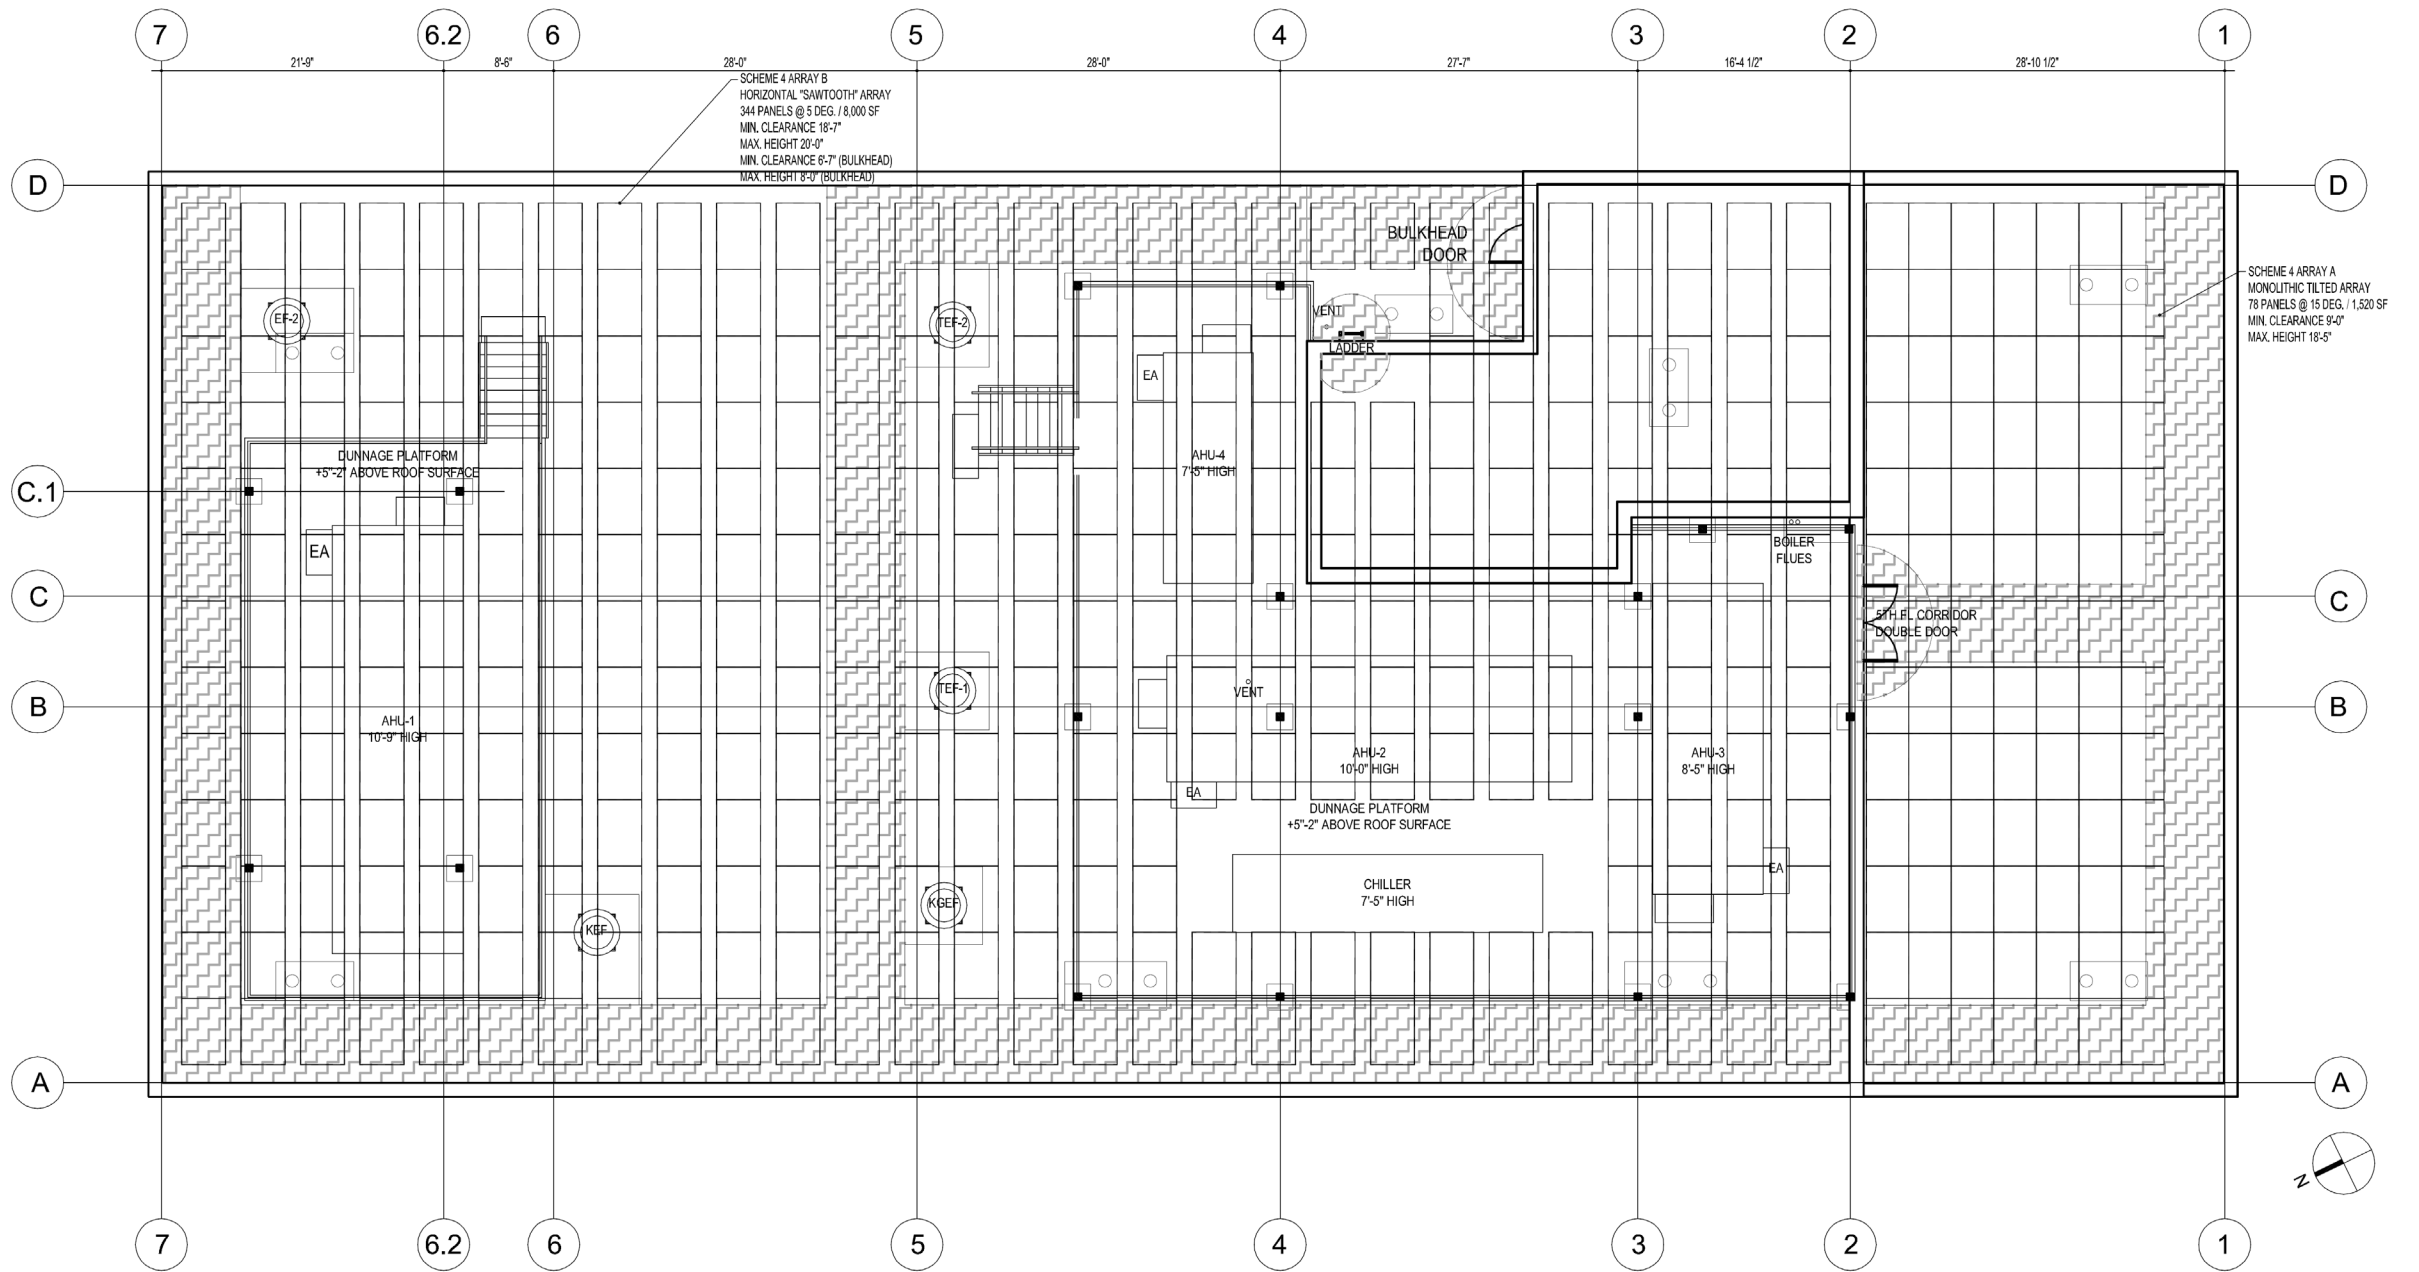 7 6.2 6 5 4 3 2 1
21'-9" 8'-6" 28'-0" 28'-0" 27'-7" 16'-4 1/2" 28'-10 1/2"
SCHEME 4 ARRAY B
HORIZONTAL "SAWTOOTH" ARRAY
344 PANELS @ 5 DEG. / 8,000 SF
MIN. CLEARANCE 18'-7"
MAX. HEIGHT 20'-0"
MIN. CLEARANCE 6'-7" (BULKHEAD)
MAX. HEIGHT 8'-0" (BULKHEAD)
D D
BULKHEAD
DOOR
SCHEME 4 ARRAY A
MONOLITHIC TILTED ARRAY
78 PANELS @ 15 DEG. / 1,520 SF
MIN. CLEARANCE 9'-0"
MAX. HEIGHT 18'-5"
EF-2
TEF-2
VENT
LADDER
EA
DUNNAGE PLATFORM
+5"-2" ABOVE ROOF SURFACE
AHU-4
7'-5" HIGH
C.1
EA
BOILER
FLUES
C C
5TH FL CORRIDOR
DOUBLE DOOR
TEF-1
VENT
B B
AHU-1
10'-9" HIGH
AHU-2
10'-0" HIGH
AHU-3
8'-5" HIGH
EA
DUNNAGE PLATFORM
+5"-2" ABOVE ROOF SURFACE
EA
CHILLER
7'-5" HIGH
KGEF
KEF
A A
N
7 6.2 6 5 4 3 2 1